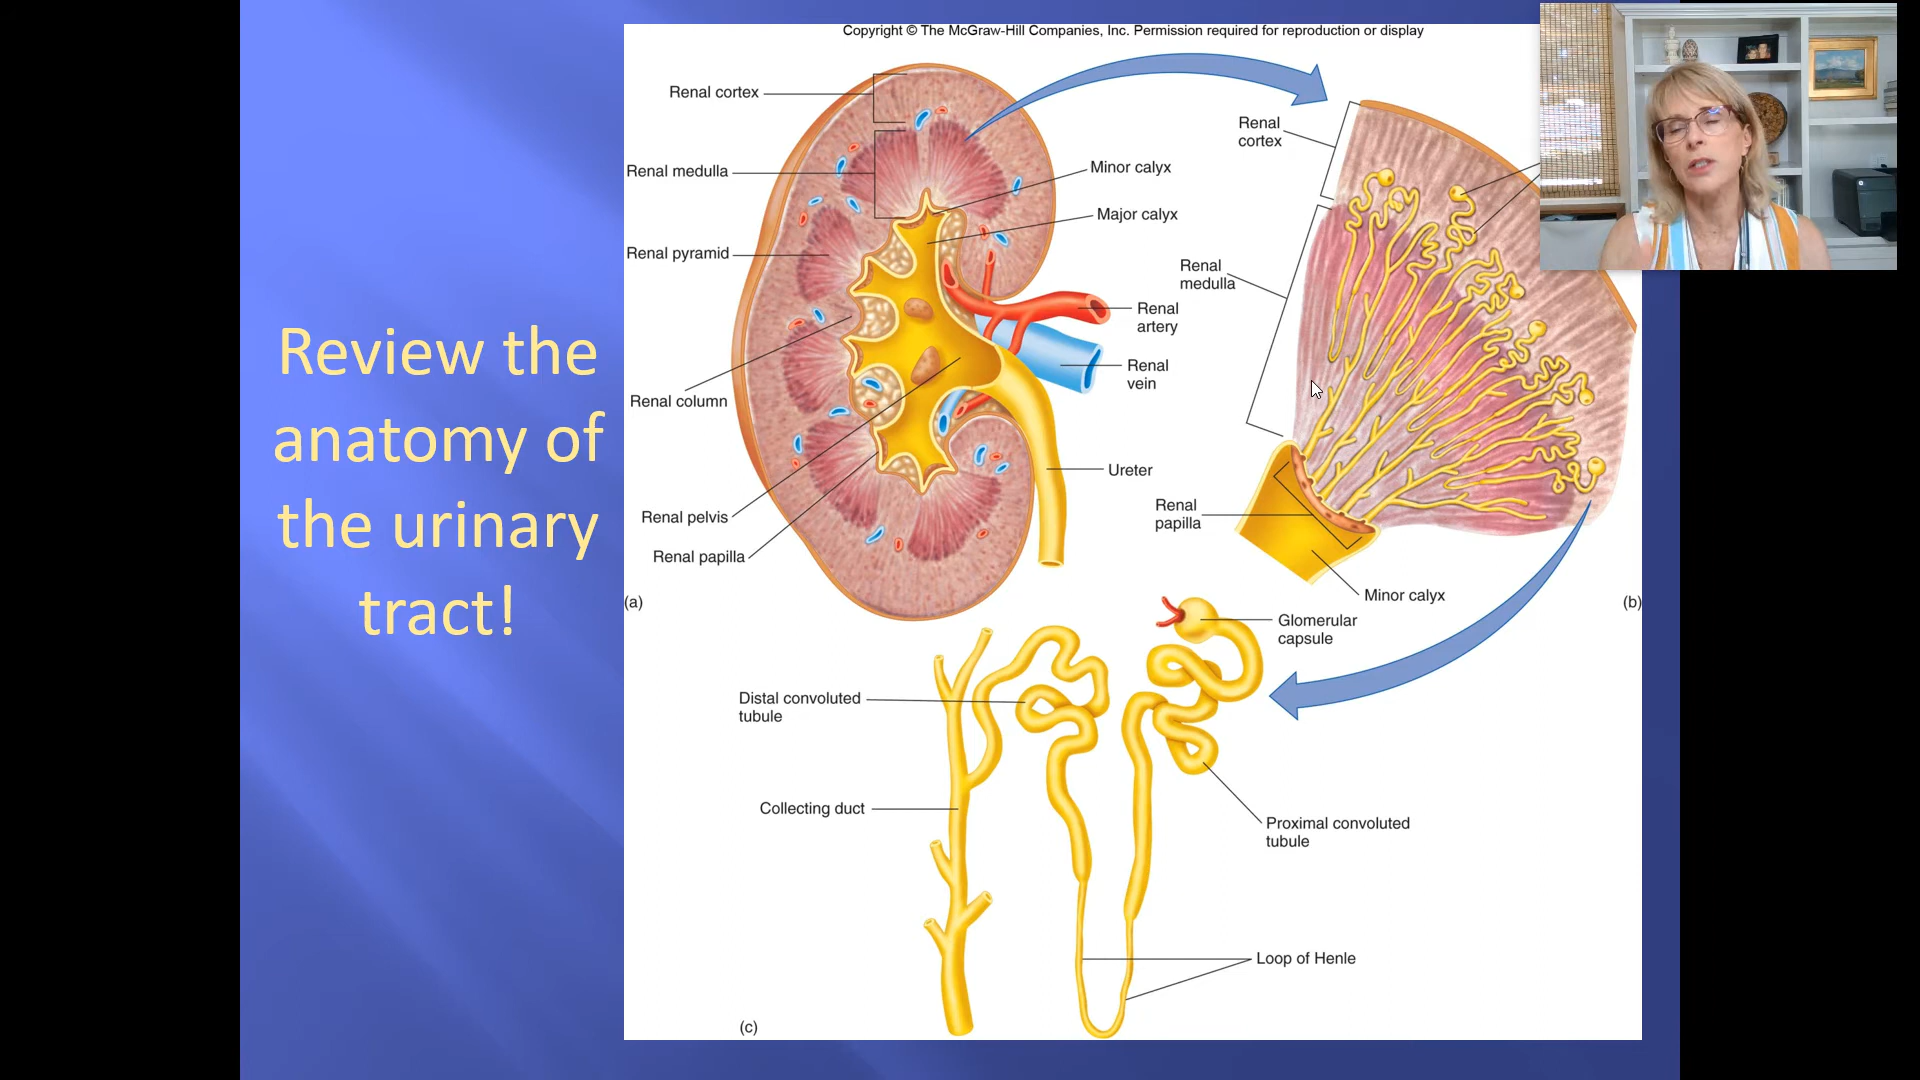 Copyright © The McGraw-Hill Companies, Inc. Permission required for reproduction or display
Review the
anatomy of
the urinary
tract!
Renal cortex
Renal medulla
Renal pyramid
Renal column
Renal pelvis
Renal papilla
Minor calyx
Major calyx
Renal
artery
Renal
vein
Ureter
(a)
Renal
cortex
Renal
medulla
Renal
papilla
Minor calyx
(b)
Glomerular
capsule
Distal convoluted
tubule
Collecting duct
Proximal convoluted
tubule
Loop of Henle
(c)